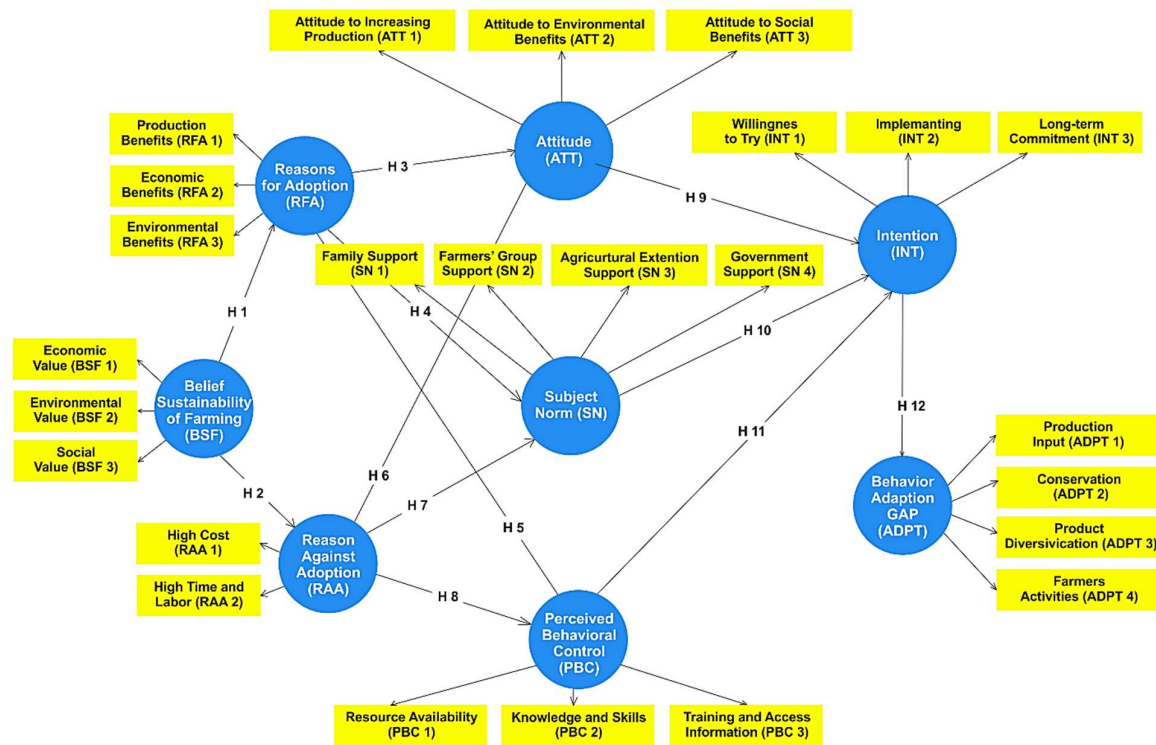 Attitude to Increasing
Production (ATT 1)
Attitude to Environmental
Benefits (ATT 2)
Attitude to Social
Benefits (ATT 3)
Production
Benefits (RFA 1)
Economic
Benefits (RFA 2)
Environmental
Benefits (RFA 3)
Reasons
for Adoption
(RFA)
H 3
Attitude
(ATT)
Willingnes
to Try (INT 1)
Implemanting
(INT 2)
Long-term
Commitment (INT 3)
H 9
Intention
(INT)
Family Support
(SN 1)
Farmers' Group
Support (SN 2)
Agricurtural Extention
Support (SN 3)
Government
Support (SN 4)
H 1
H 4
H 10
Economic
Value (BSF 1)
Environmental
Value (BSF 2)
Social
Value (BSF 3)
Belief
Sustainability
of Farming
(BSF)
Subject
Norm (SN)
H 12
H 11
H 2
H 6
H 7
H 5
Production
Input (ADPT 1)
Conservation
(ADPT 2)
Product
Diversivication (ADPT 3)
Farmers
Activities (ADPT 4)
Behavior
Adaption
GAP
(ADPT)
High Cost
(RAA 1)
High Time and
Labor (RAA 2)
Reason
Against
Adoption
(RAA)
H 8
Perceived
Behavioral
Control
(PBC)
Resource Availability
(PBC 1)
Knowledge and Skills
(PBC 2)
Training and Access
Information (PBC 3)